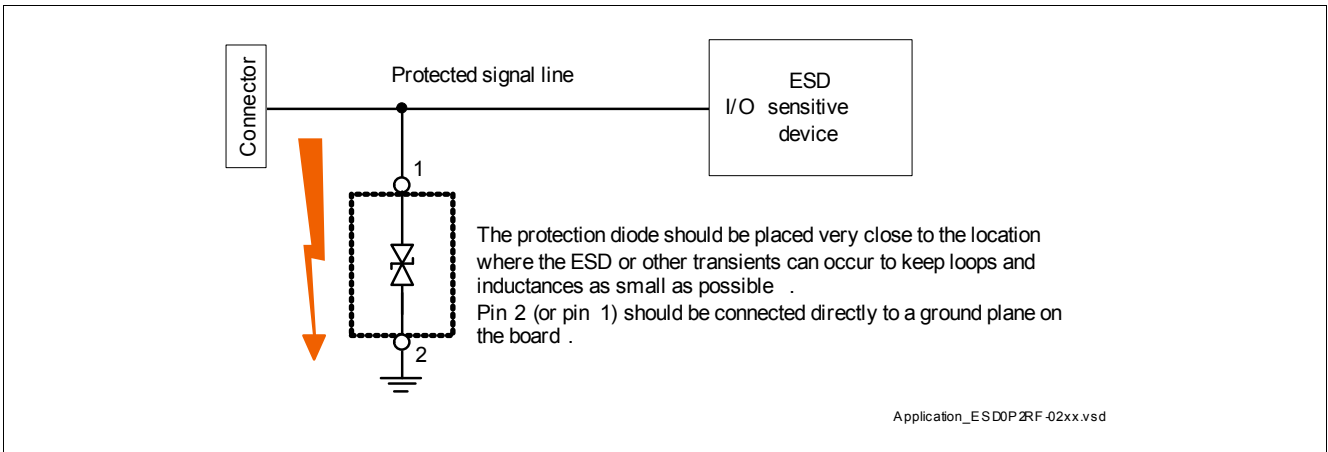 Connector
Protected signal line
ESD
I/O sensitive
device
1
The protection diode should be placed very close to the location
where the ESD or other transients can occur to keep loops and
inductances as small as possible .
Pin 2 (or pin 1) should be connected directly to a ground plane on
the board .
2
Application_ESD0P2RF-02xx.vsd